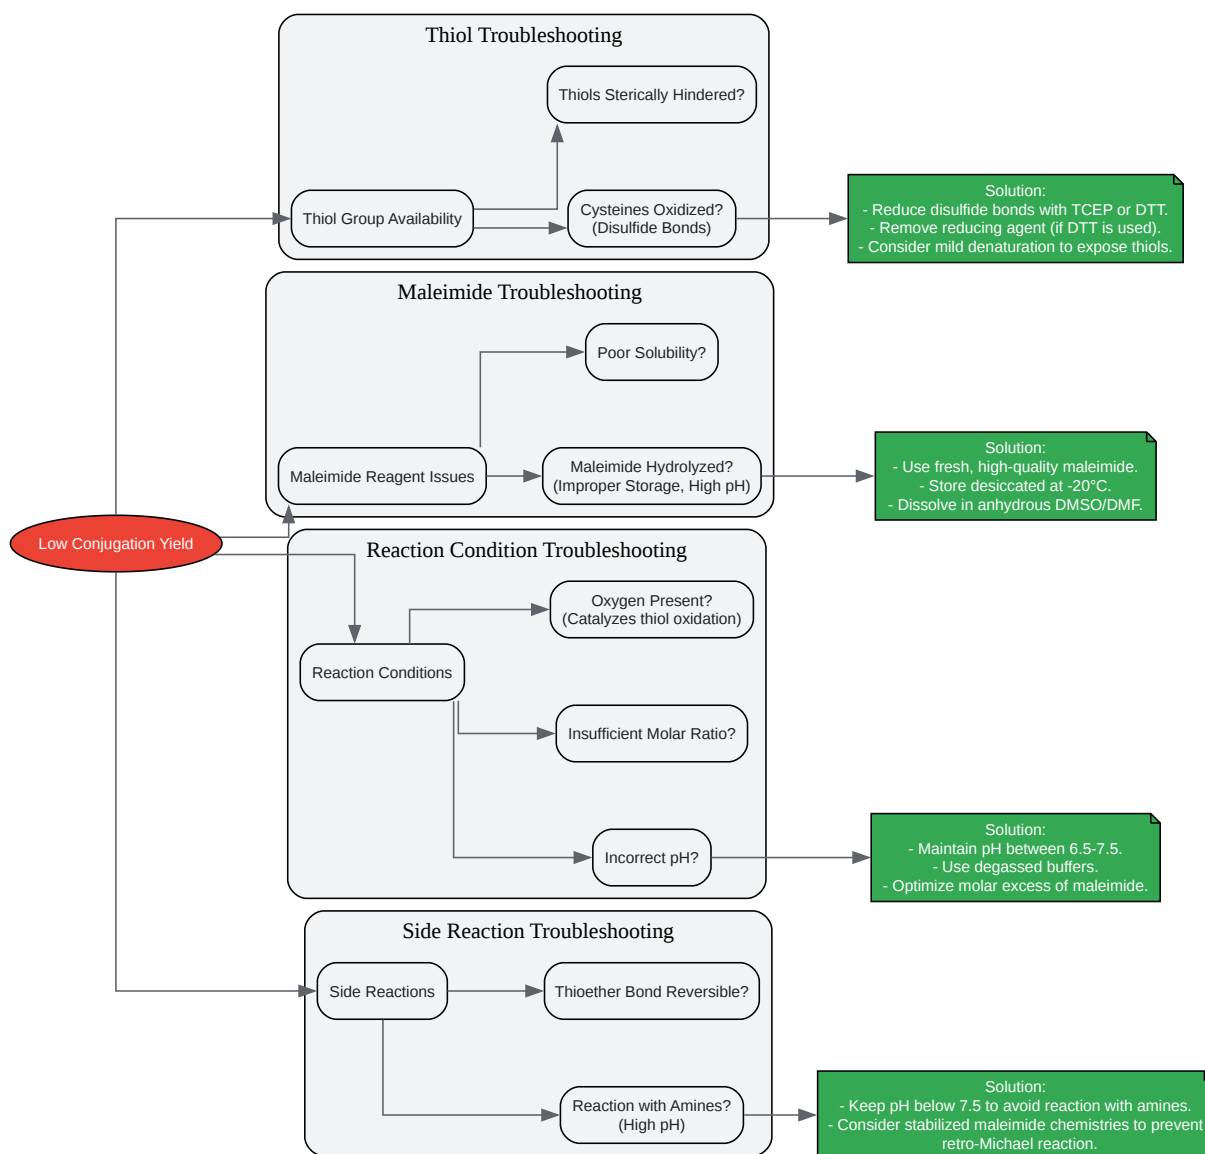 Thiol Troubleshooting
Thiols Sterically Hindered?
Thiol Group Availability
Cysteines Oxidized?
(Disulfide Bonds)
Solution:
- Reduce disulfide bonds with TCEP or DTT.
- Remove reducing agent (if DTT is used).
- Consider mild denaturation to expose thiols.
Maleimide Troubleshooting
Poor Solubility?
Maleimide Reagent Issues
Maleimide Hydrolyzed?
(Improper Storage, High pH)
Solution:
- Use fresh, high-quality maleimide.
- Store desiccated at -20°C.
- Dissolve in anhydrous DMSO/DMF.
Low Conjugation Yield
Reaction Condition Troubleshooting
Oxygen Present?
(Catalyzes thiol oxidation)
Reaction Conditions
Insufficient Molar Ratio?
Incorrect pH?
Solution:
- Maintain pH between 6.5-7.5.
- Use degassed buffers.
- Optimize molar excess of maleimide.
Side Reaction Troubleshooting
Side Reactions
Thioether Bond Reversible?
Reaction with Amines?
(High pH)
Solution:
- Keep pH below 7.5 to avoid reaction with amines.
- Consider stabilized maleimide chemistries to prevent
retro-Michael reaction.